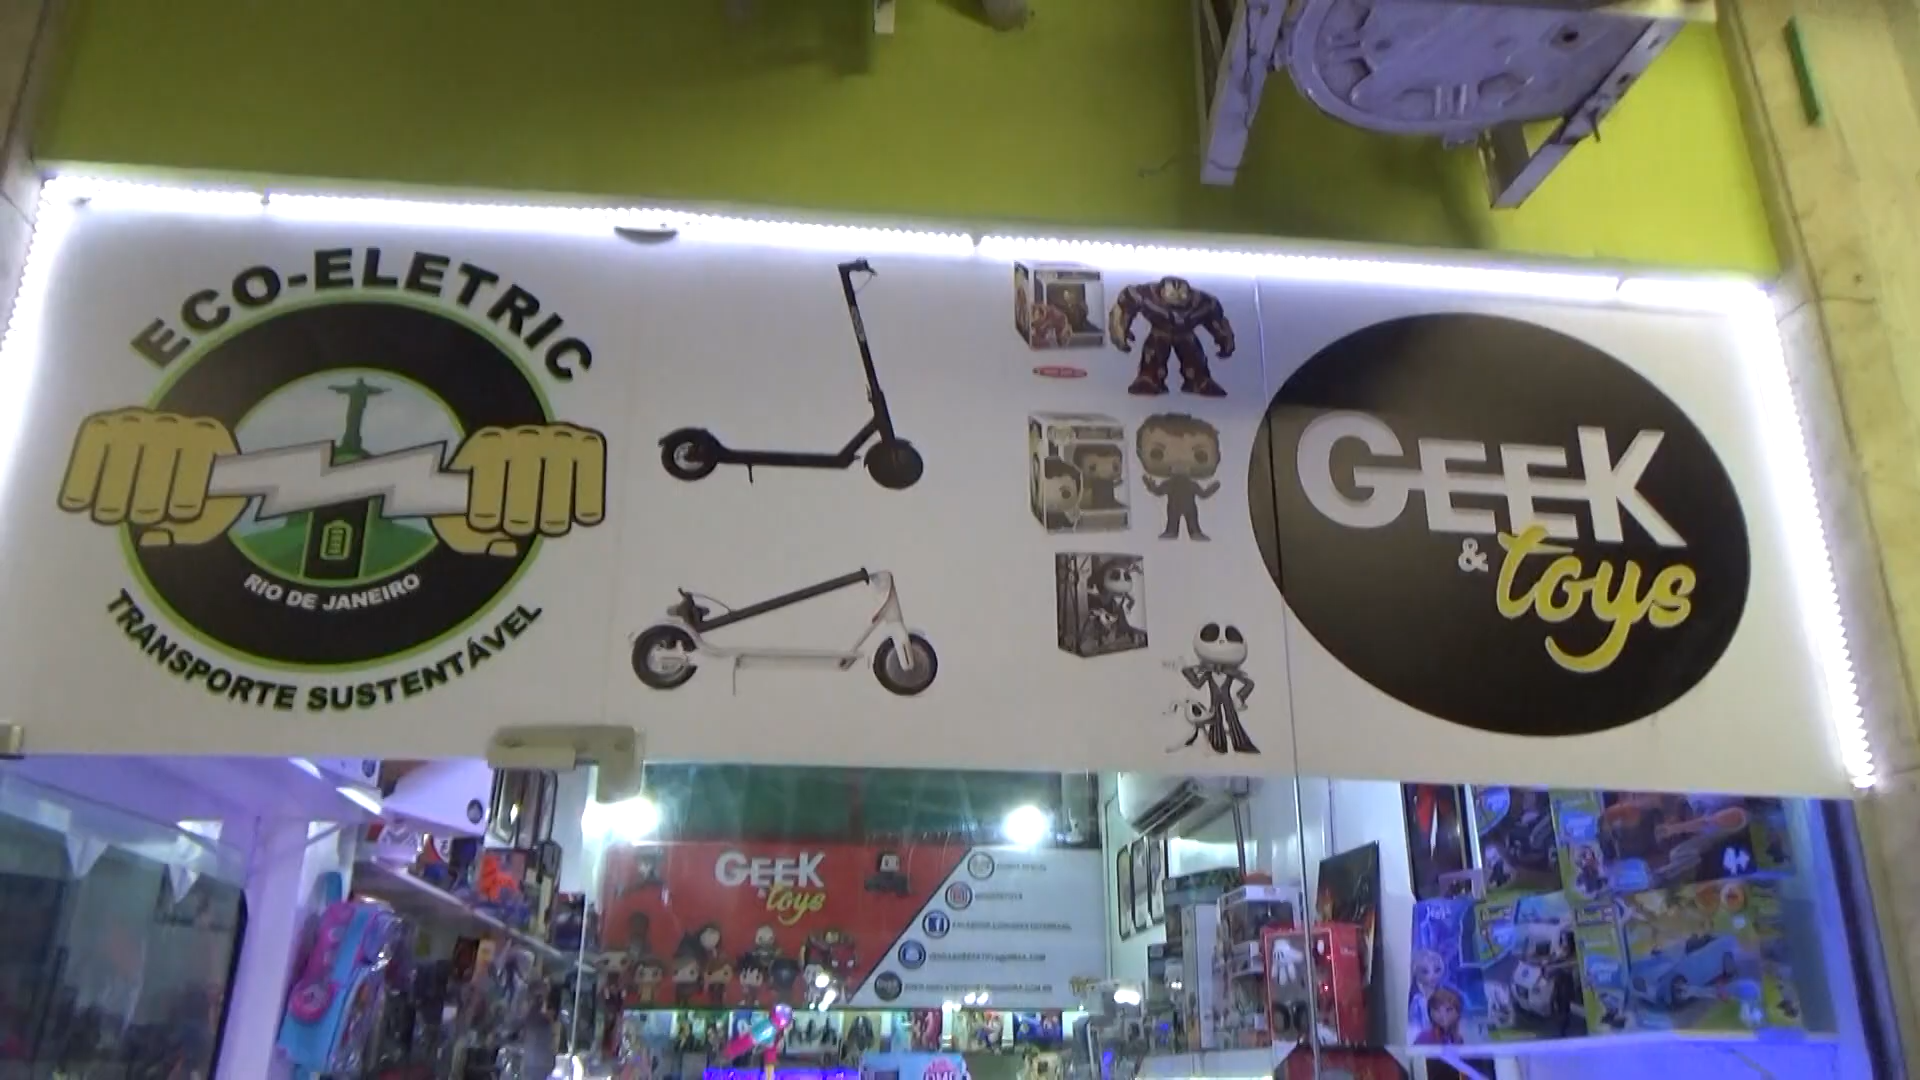 ECO-ELETRIC
RIO DE JANEIRO
TRANSPORTE SUSTENTÁVEL
GEEK
& toys
GEEK
& toys